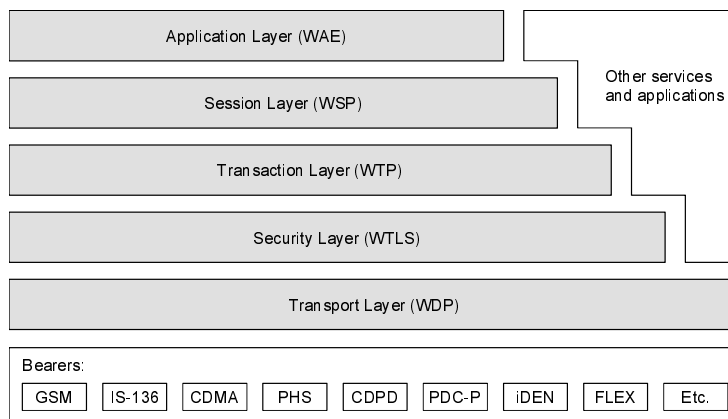 Application Layer (WAE)
Other services
and applications
Session Layer (WSP)
Transaction Layer (WTP)
Security Layer (WTLS)
Transport Layer (WDP)
Bearers:
GSM IS-136 CDMA PHS CDPD PDC-P iDEN FLEX Etc.